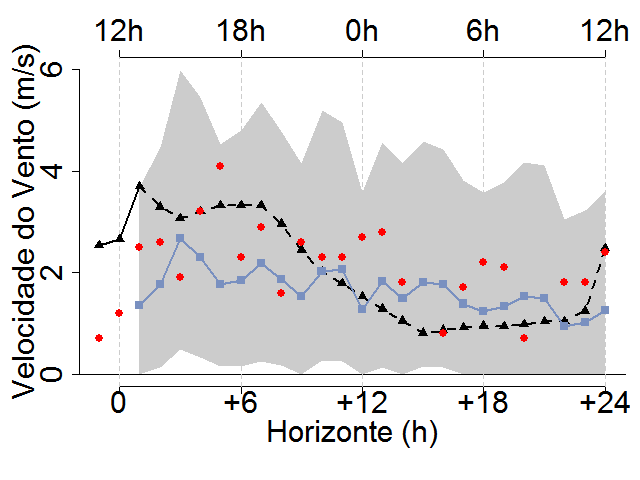 12h 18h 0h 6h 12h
Velocidade do Vento (m/s)
6
4
2
0
0 +6 +12 +18 +24
Horizonte (h)